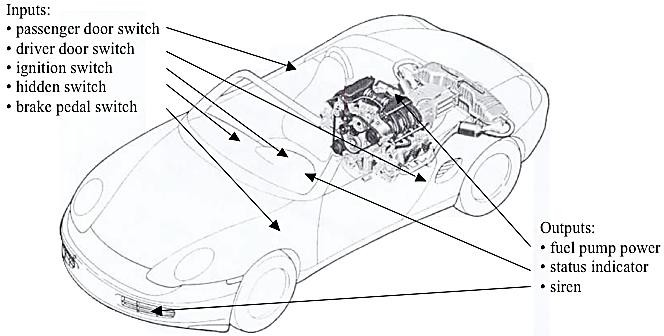 Inputs:
• passenger door switch
• driver door switch
• ignition switch
• hidden switch
• brake pedal switch
Outputs:
• fuel pump power
• status indicator
• siren